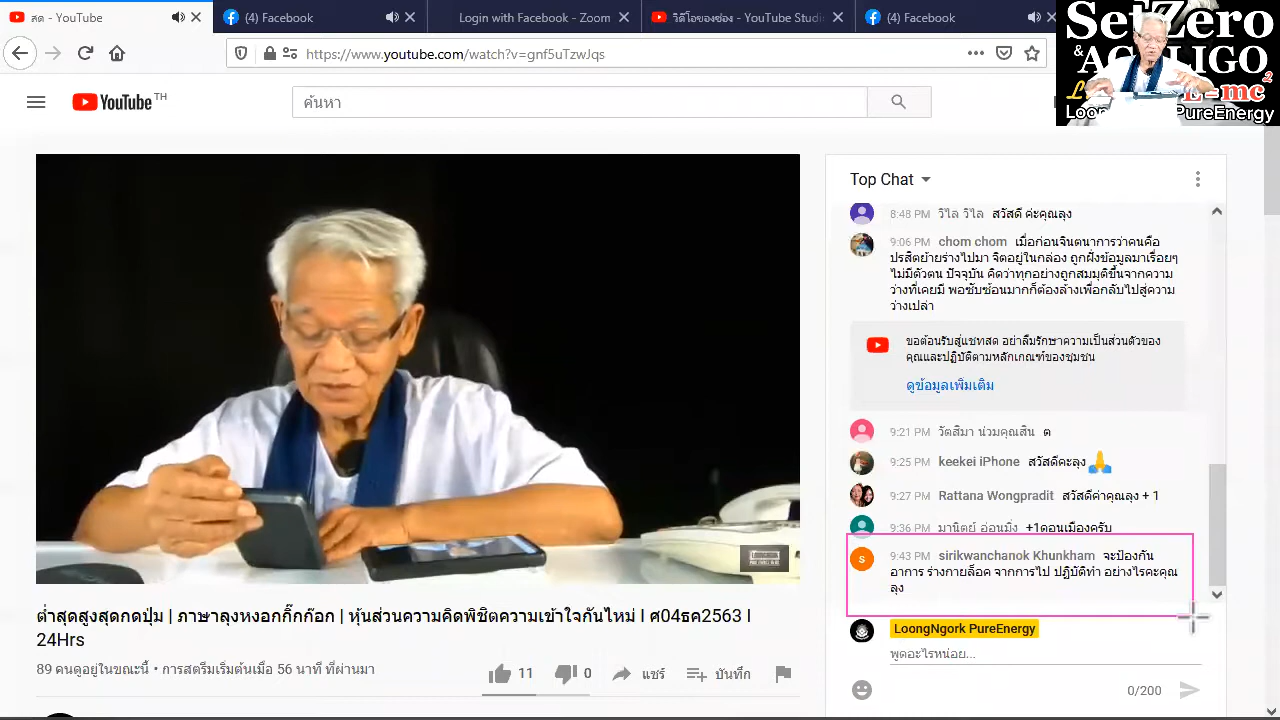 สด - YouTube
(4) Facebook
Login with Facebook - Zoom
วิดีโอของช่อง - YouTube Studi
(4) Facebook
https://www.youtube.com/watch?v=gnf5uTzwJqs
SetZero
&
LIGO
E=mc²
Loon
PureEnergy
YouTube TH
ค้นหา
Top Chat
8:48 PM วิไล วิไล สวัสดี ค่ะคุณลุง
9:06 PM chom chom เมื่อก่อนจินตนาการว่าคนคือ
ปรสิตย้ายร่างไปมา จิตอยู่ในกล่อง ถูกฝั่งข้อมูลมาเรื่อยๆ
ไม่มีตัวตน ปัจจุบัน คิดว่าทุกอย่างถูกสมมุติขึ้นจากความ
ว่างที่เคยมี พอซับซ้อนมากก็ต้องล้างเพื่อกลับไปสู่ความ
ว่างเปล่า
ขอต้อนรับสู่แชทสด อย่าลืมรักษาความเป็นส่วนตัวของ
คุณและปฏิบัติตามหลักเกณฑ์ของชุมชน
ดูข้อมูลเพิ่มเติม
9:21 PM วัตสีมา น่วมคุณสิน ด
9:25 PM keekei iPhone สวัสดีคะลุง🙏
9:27 PM Rattana Wongpradit สวัสดีค่าคุณลุง + 1
9:36 PM มานิตย์ อ่อนมิ่ง +1ดอนเมืองครับ
S 9:43 PM sirikwanchanok Khunkham จะป้องกัน
อาการ ร่างกายล็อค จากการไป ปฏิบัติทำ อย่างไรคะคุณ
ลุง
LoongNgork PureEnergy
พูดอะไรหน่อย...
0/200
ต่ำสุดสูงสุดกดปุ่ม | ภาษาลุงหงอกกิ๊กก๊อก | หุ้นส่วนความคิดพิชิตความเข้าใจกันไหม่ I ศ04ธค2563 I
24Hrs
89 คนดูอยู่ในขณะนี้ • การสตรีมเริ่มต้นเมื่อ 56 นาที ที่ผ่านมา
11
0
แชร์
บันทึก